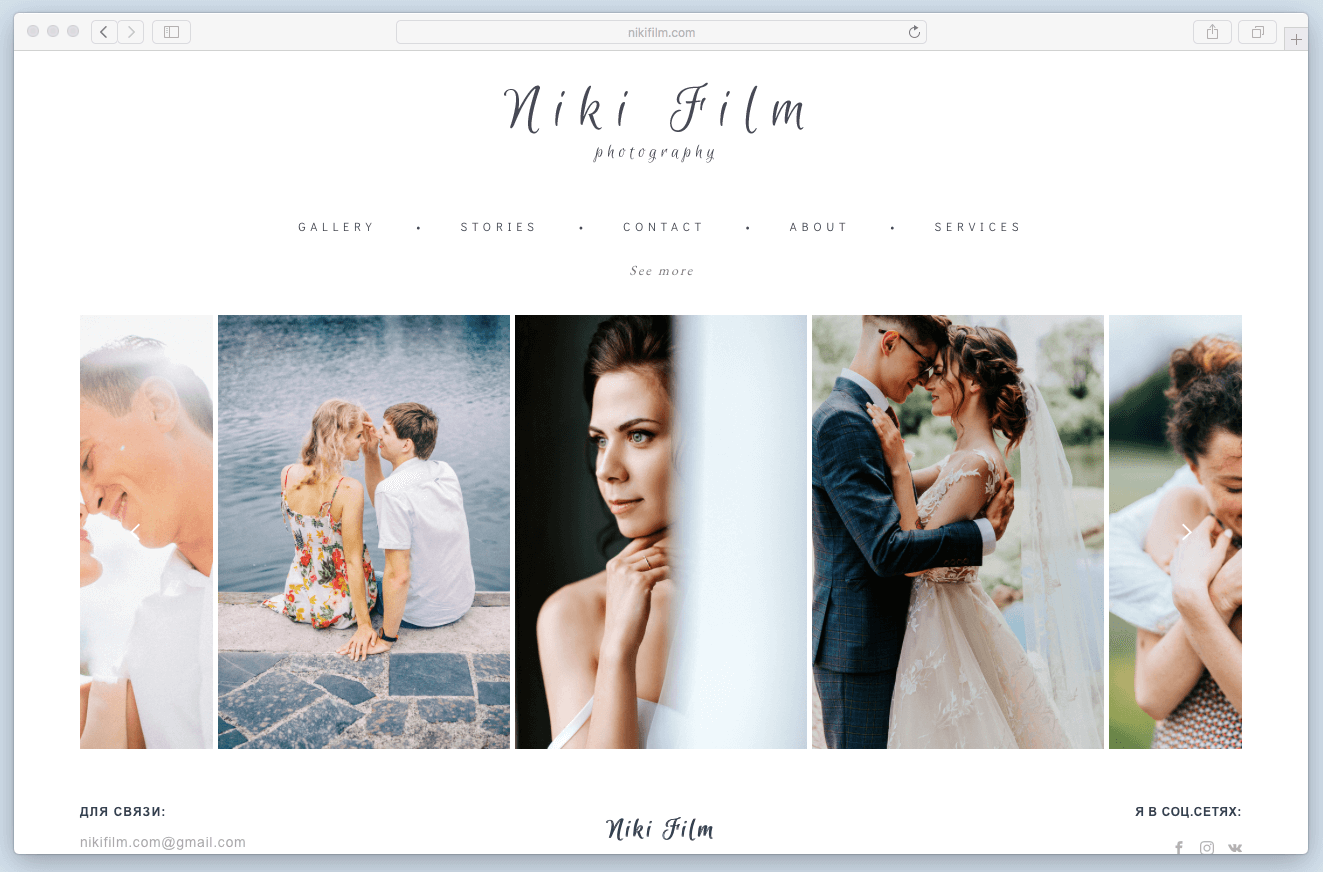 nikifilm.com
Niki Film
photography
GALLERY • STORIES • CONTACT • ABOUT • SERVICES
See more
ДЛЯ СВЯЗИ:
nikifilm.com@gmail.com
Niki Film
Я В СОЦ.СЕТЯХ: